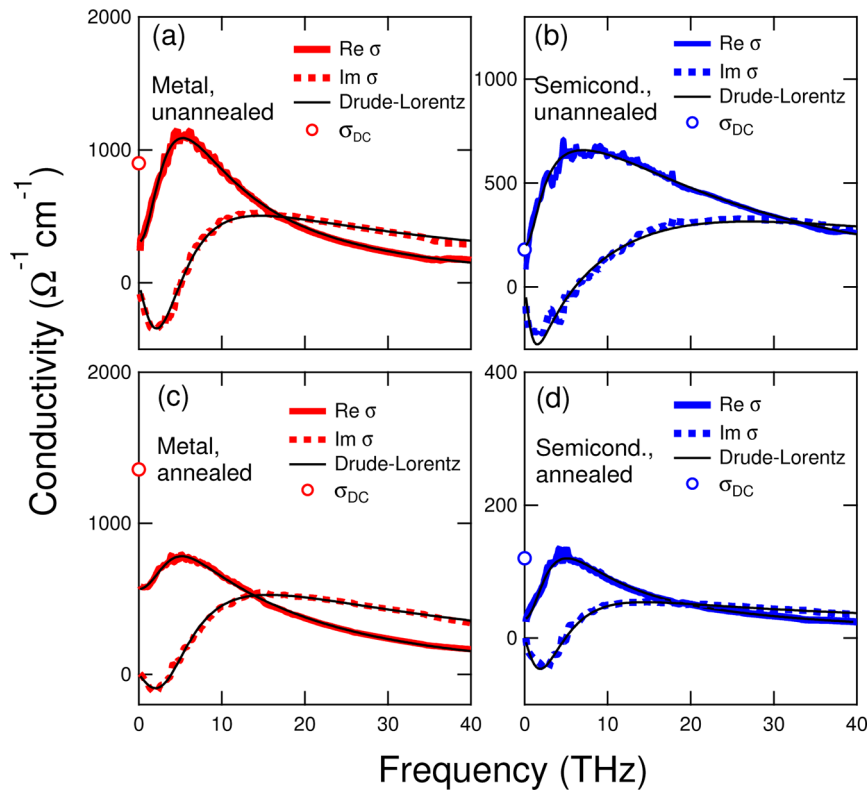 Conductivity (Ω⁻¹ cm⁻¹)
(a)
Metal,
unannealed
Re σ
Im σ
Drude-Lorentz
σDC
2000
1000
0
1000
(b)
Semicond.,
unannealed
Re σ
Im σ
Drude-Lorentz
σDC
1300
500
0
(c)
Metal,
annealed
Re σ
Im σ
Drude-Lorentz
σDC
2000
1000
0
0
10
20
30
40
(d)
Semicond.,
annealed
Re σ
Im σ
Drude-Lorentz
σDC
400
200
0
0
10
20
30
40
Frequency (THz)